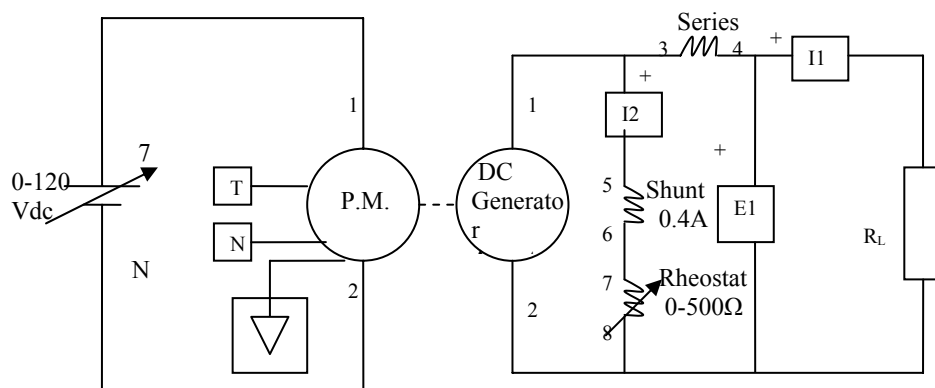 Series
3
4
+
I1
+
1
1
I2
7
+
0-120
Vdc
T
P.M.
DC
Generato
r
5
Shunt
0.4A
E1
N
6
RL
N
2
7
Rheostat
0-500Ω
2
8